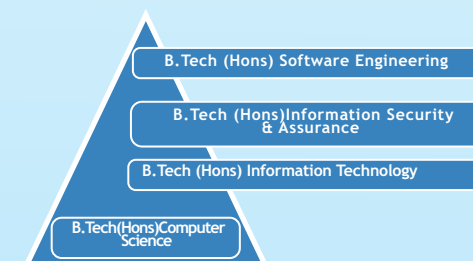 B.Tech (Hons) Software Engineering
B.Tech (Hons)Information Security
& Assurance
B.Tech (Hons) Information Technology
B.Tech(Hons)Computer
Science